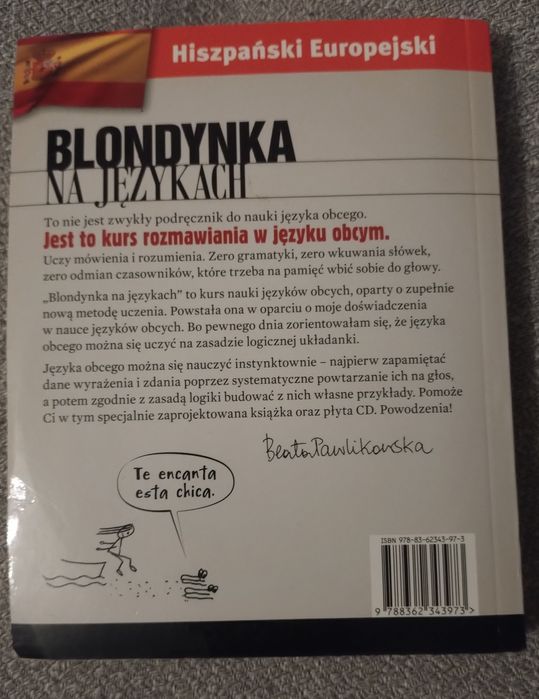 Hiszpański Europejski
BLONDYNKA
NA JĘZYKACH
To nie jest zwykły podręcznik do nauki języka obcego.
Jest to kurs rozmawiania w języku obcym.
Uczy mówienia i rozumienia. Zero gramatyki, zero wkuwania słówek,
zero odmian czasowników, które trzeba na pamięć wbić sobie do głowy.
„Blondynka na językach” to kurs nauki języków obcych, oparty o zupełnie
nową metodę uczenia. Powstała ona w oparciu o moje doświadczenia
w nauce języków obcych. Bo pewnego dnia zorientowałam się, że języka
obcego można się uczyć na zasadzie logicznej układanki.
Języka obcego można się nauczyć instynktownie – najpierw zapamiętać
dane wyrażenia i zdania poprzez systematyczne powtarzanie ich na głos,
a potem zgodnie z zasadą logiki budować z nich własne przykłady. Pomoże
Ci w tym specjalnie zaprojektowana książka oraz płyta CD. Powodzenia!
Beata Pawlikowska
Te encanta
esta chica.
ISBN 978-83-62343-97-3
9 788362 343973 >